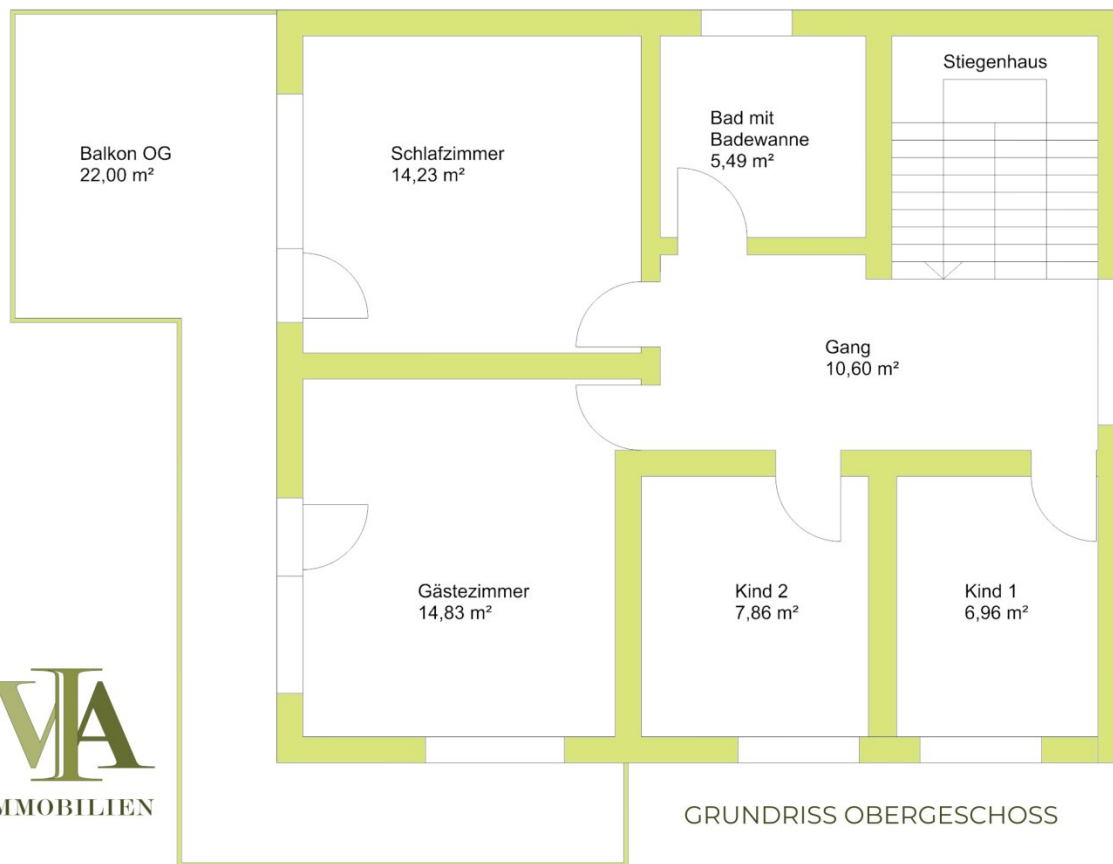 Stiegenhaus
Balkon OG
22,00 m²
Schlafzimmer
14,23 m²
Bad mit
Badewanne
5,49 m²
Gang
10,60 m²
Gästezimmer
14,83 m²
Kind 2
7,86 m²
Kind 1
6,96 m²
VIA
MMOBILIEN
GRUNDRISS OBERGESCHOSS